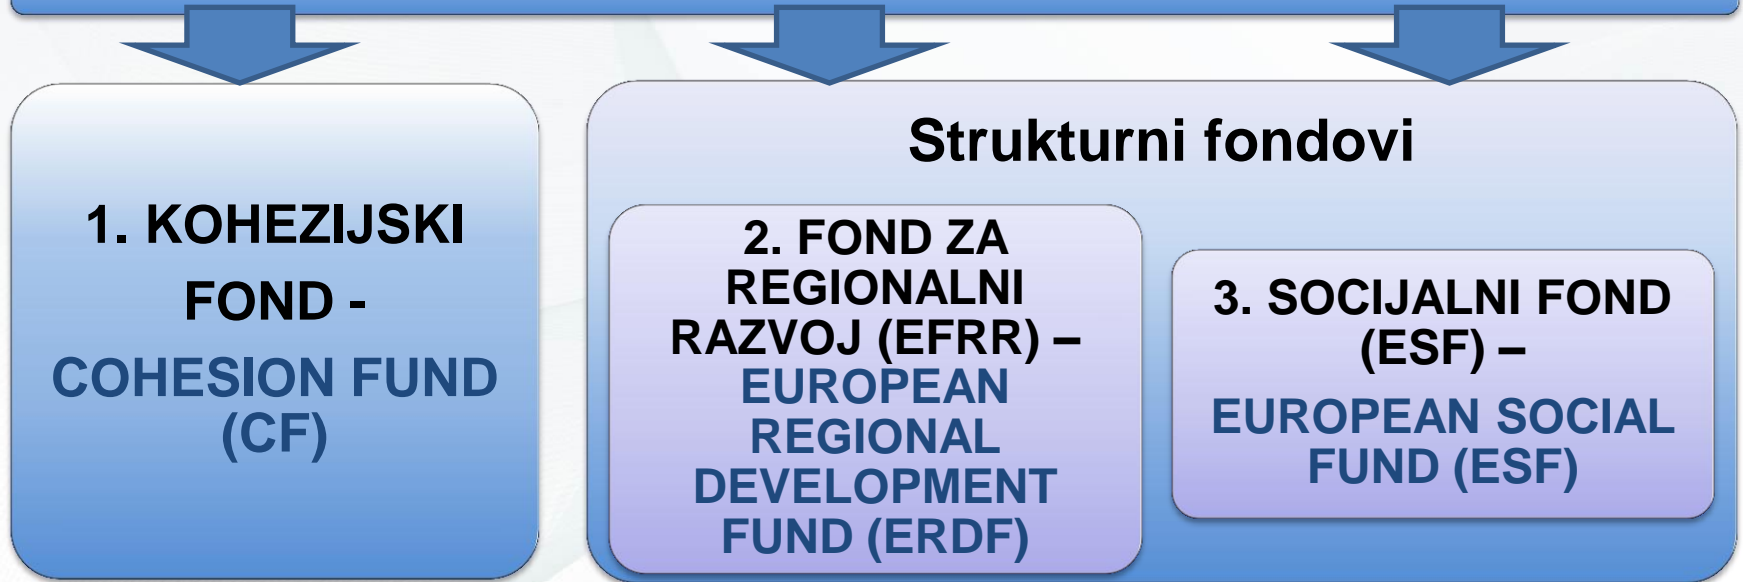 1. KOHEZIJSKI
FOND -
COHESION FUND
(CF)
Strukturni fondovi
2. FOND ZA
REGIONALNI
RAZVOJ (EFRR) –
EUROPEAN
REGIONAL
DEVELOPMENT
FUND (ERDF)
3. SOCIJALNI FOND
(ESF) –
EUROPEAN SOCIAL
FUND (ESF)